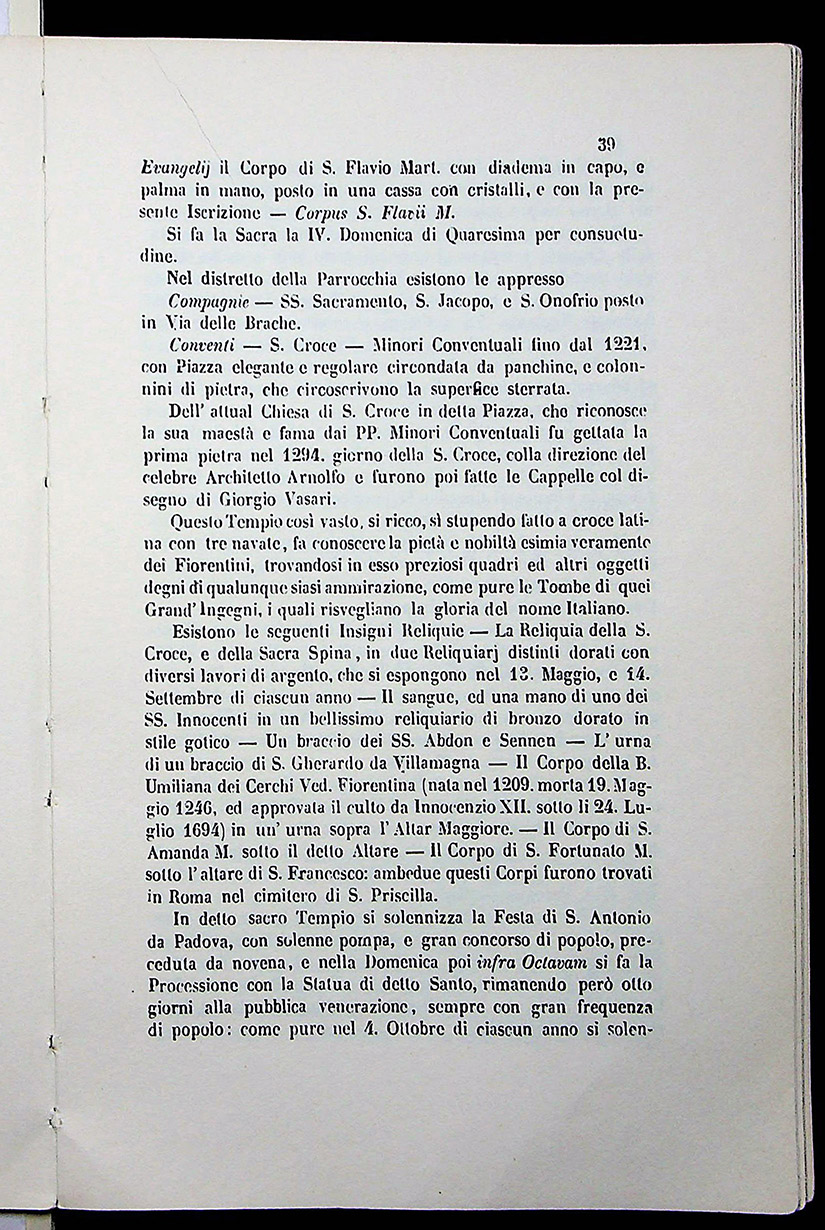 39
Evangelij il Corpo di S. Flavio Mart. con diadema in capo, e
palma in mano, posto in una cassa con cristalli, e con la pre-
sente Iscrizione — Corpus S. Flavii M.
Si fa la Sacra la IV. Domenica di Quaresima per consuetu-
dine.
Nel distretto della Parrocchia esistono le appresso
Compagnie — SS. Sacramento, S. Jacopo, e S. Onofrio posto
in Via delle Brache.
Conventi — S. Croce — Minori Conventuali fino dal 1221,
con Piazza elegante e regolare circondata da panchine, e colon-
nini di pietra, che circoscrivono la superfice sterrata.
Dell' attual Chiesa di S. Croce in detta Piazza, che riconosce
la sua maestà e fama dai PP. Minori Conventuali fu gettata la
prima pietra nel 1294. giorno della S. Croce, colla direzione del
celebre Architetto Arnolfo e furono poi fatte le Cappelle col di-
segno di Giorgio Vasari.
Questo Tempio così vasto, si ricco, sì stupendo fatto a croce lati-
na con tre navate, fa conoscere la pietà e nobiltà esimia veramente
dei Fiorentini, trovandosi in esso preziosi quadri ed altri oggetti
degni di qualunque siasi ammirazione, come pure le Tombe di quei
Grand' Ingegni, i quali risvegliano la gloria del nome Italiano.
Esistono le seguenti Insigni Reliquie — La Reliquia della S.
Croce, e della Sacra Spina, in due Reliquiarj distinti dorati con
diversi lavori di argento, che si espongono nel 13. Maggio, e 14.
Settembre di ciascun anno — Il sangue, ed una mano di uno dei
SS. Innocenti in un bellissimo reliquiario di bronzo dorato in
stile gotico — Un braccio dei SS. Abdon e Sennen — L' urna
di un braccio di S. Gherardo da Villamagna — Il Corpo della B.
Umiliana dei Cerchi Ved. Fiorentina (nata nel 1209. morta 19. Mag-
gio 1246, ed approvata il culto da Innocenzio XII. sotto li 24. Lu-
glio 1694) in un' urna sopra l' Altar Maggiore. — Il Corpo di S.
Amanda M. sotto il detto Altare — Il Corpo di S. Fortunato M.
sotto l'altare di S. Francesco: ambedue questi Corpi furono trovati
in Roma nel cimitero di S. Priscilla.
In detto sacro Tempio si solennizza la Festa di S. Antonio
da Padova, con solenne pompa, e gran concorso di popolo, pre-
ceduta da novena, e nella Domenica poi infra Octavam si fa la
Processione con la Statua di detto Santo, rimanendo però otto
giorni alla pubblica venerazione, sempre con gran frequenza
di popolo: come pure nel 4. Ottobre di ciascun anno si solen-